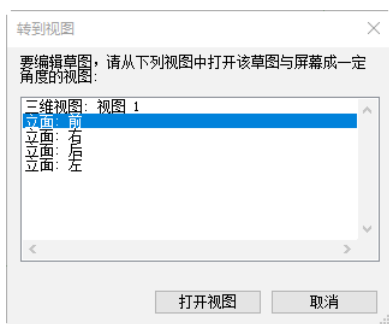 转到视图
要编辑草图，请从下列视图中打开该草图与屏幕成一定
角度的视图：
三维视图：视图 1
立面：前
立面：右
立面：后
立面：左
打开视图
取消